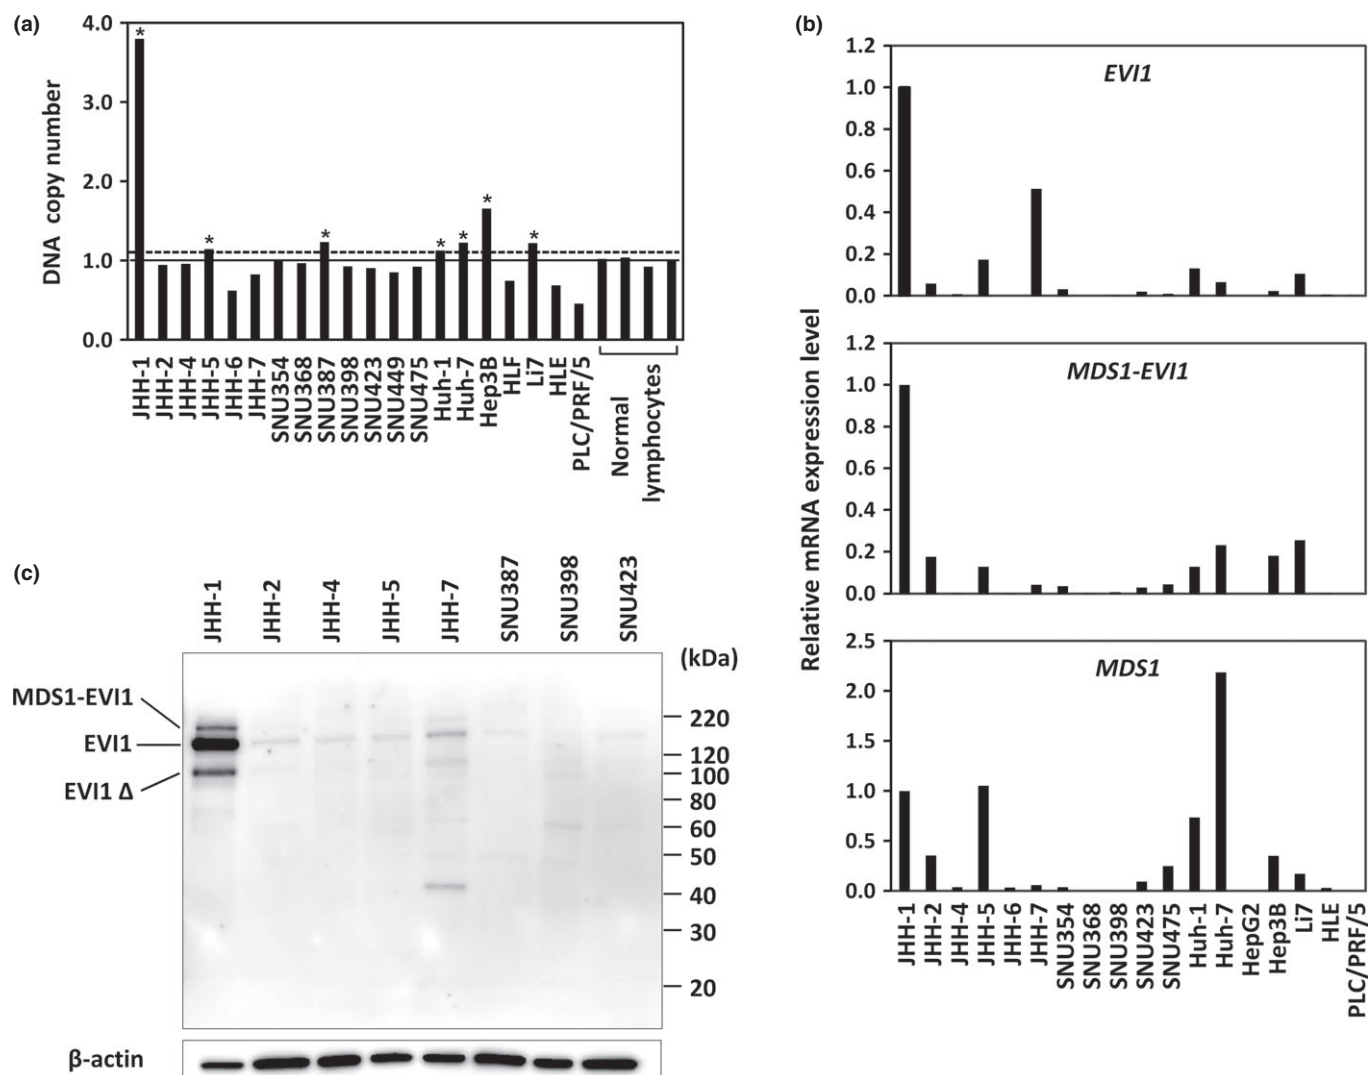 (a)
DNA copy number
4.0
3.0
2.0
1.0
0.0
*
*
*
*
*
*
*
JHH-1
JHH-2
JHH-4
JHH-5
JHH-6
JHH-7
SNU354
SNU368
SNU387
SNU398
SNU423
SNU449
SNU475
Huh-1
Huh-7
Hep3B
HLF
Li7
HLE
PLC/PRF/5
Normal
lymphocytes
(b)
Relative mRNA expression level
EVI1
1.2
1.0
0.8
0.6
0.4
0.2
0.0
MDS1-EVI1
1.2
1.0
0.8
0.6
0.4
0.2
0.0
MDS1
2.5
2.0
1.5
1.0
0.5
0.0
JHH-1
JHH-2
JHH-4
JHH-5
JHH-6
JHH-7
SNU354
SNU368
SNU398
SNU423
SNU475
Huh-1
Huh-7
HepG2
Hep3B
Li7
HLE
PLC/PRF/5
(c)
JHH-1
JHH-2
JHH-4
JHH-5
JHH-7
SNU387
SNU398
SNU423
(kDa)
MDS1-EVI1
EVI1
EVI1 Δ
220
120
100
80
60
50
40
30
20
β-actin